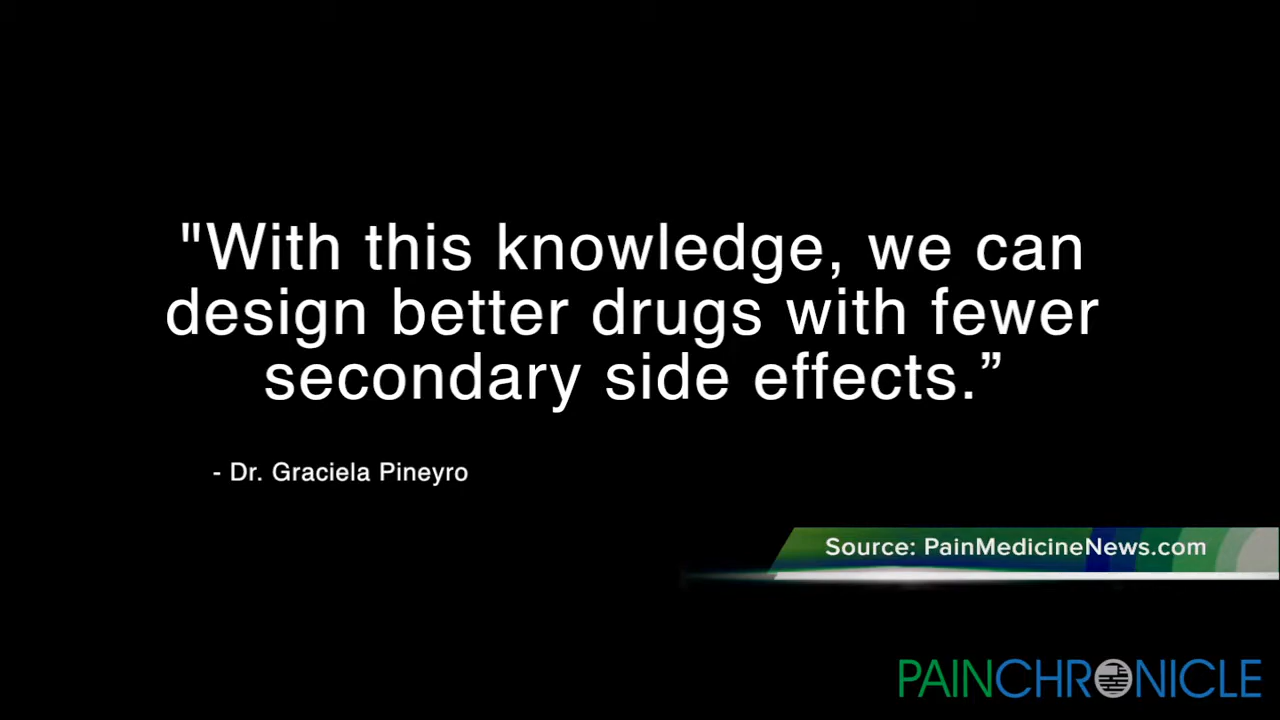 "With this knowledge, we can
design better drugs with fewer
secondary side effects.”
- Dr. Graciela Pineyro
Source: PainMedicineNews.com
PAINCHRONICLE